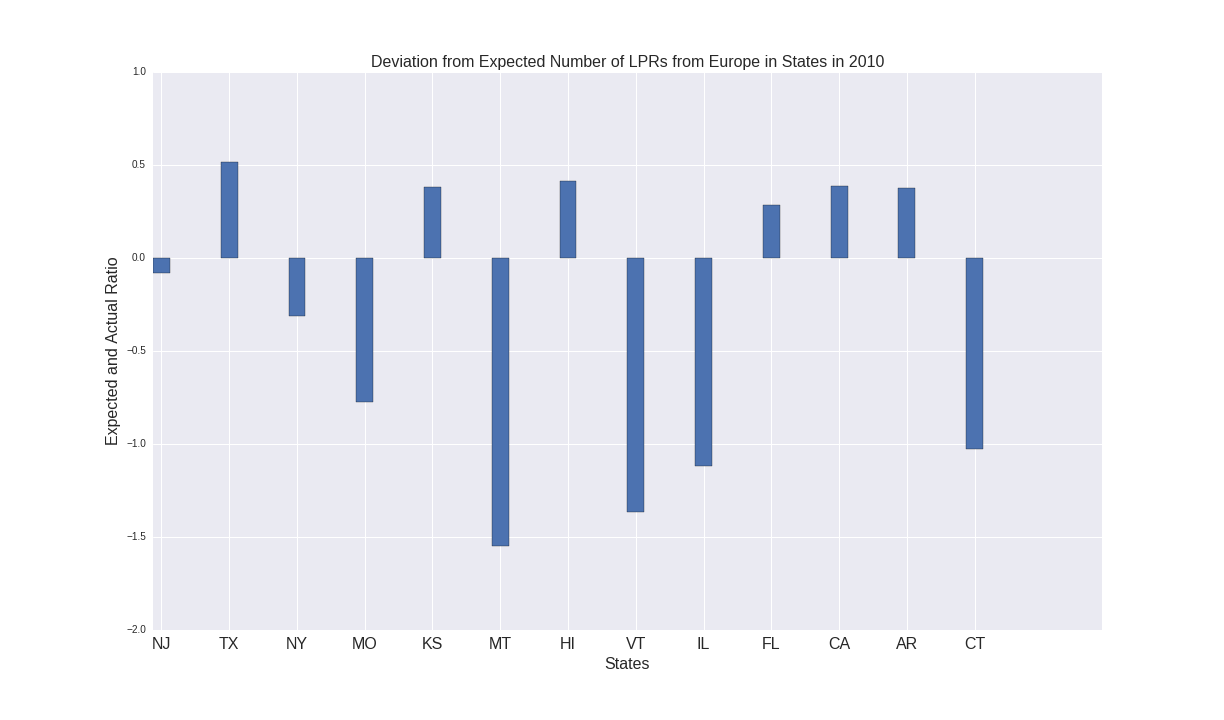 Deviation from Expected Number of LPRs from Europe in States in 2010
1.0
0.5
0.0
−0.5
−1.0
−1.5
−2.0
Expected and Actual Ratio
NJ TX NY MO KS MT HI VT IL FL CA AR CT
States